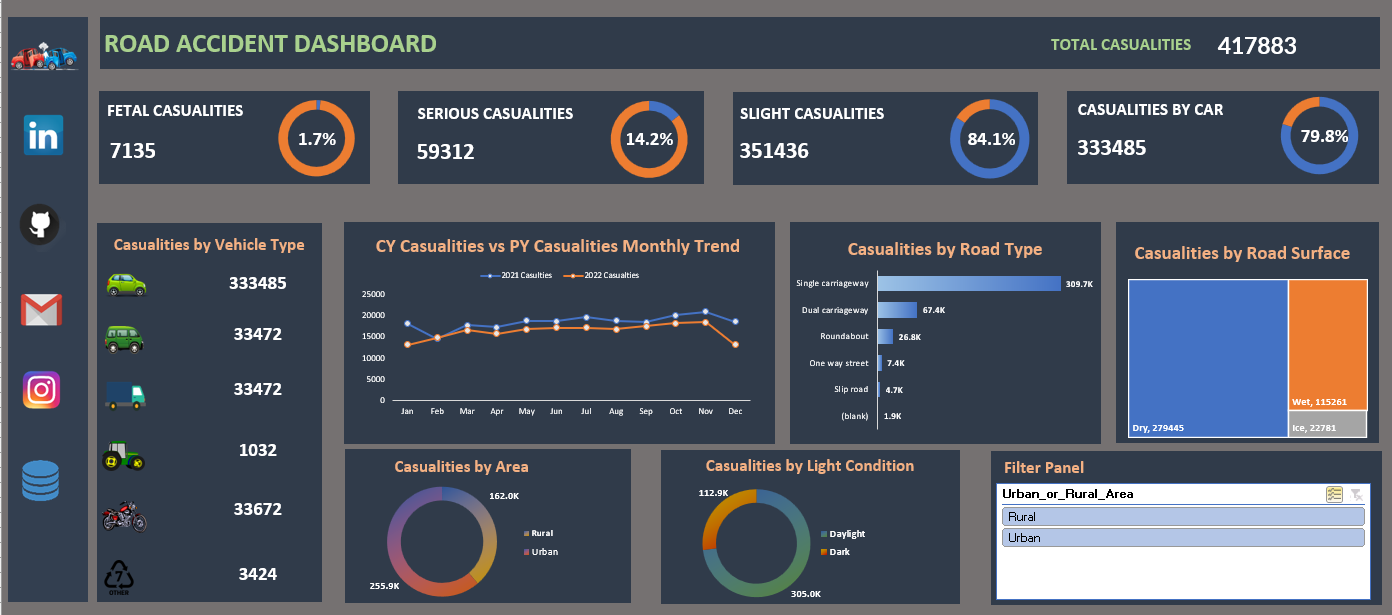 ROAD ACCIDENT DASHBOARD
TOTAL CASUALITIES 417883
FETAL CASUALITIES
7135
1.7%
SERIOUS CASUALITIES
59312
14.2%
SLIGHT CASUALITIES
351436
84.1%
CASUALITIES BY CAR
333485
79.8%
in
Casualities by Vehicle Type
333485
33472
33472
1032
33672
7
OTHER
3424
CY Casualities vs PY Casualities Monthly Trend
2021 Casulties 2022 Casualties
25000
20000
15000
10000
5000
0
Jan Feb Mar Apr May Jun Jul Aug Sep Oct Nov Dec
Casualities by Road Type
Single carriageway 309.7K
Dual carriageway 67.4K
Roundabout 26.8K
One way street 7.4K
Slip road 4.7K
(blank) 1.9K
Casualities by Road Surface
Dry, 279445
Wet, 115261
Ice, 22781
Casualities by Area
162.0K
Rural
Urban
255.9K
Casualities by Light Condition
112.9K
Daylight
Dark
305.0K
Filter Panel
Urban_or_Rural_Area
Rural
Urban